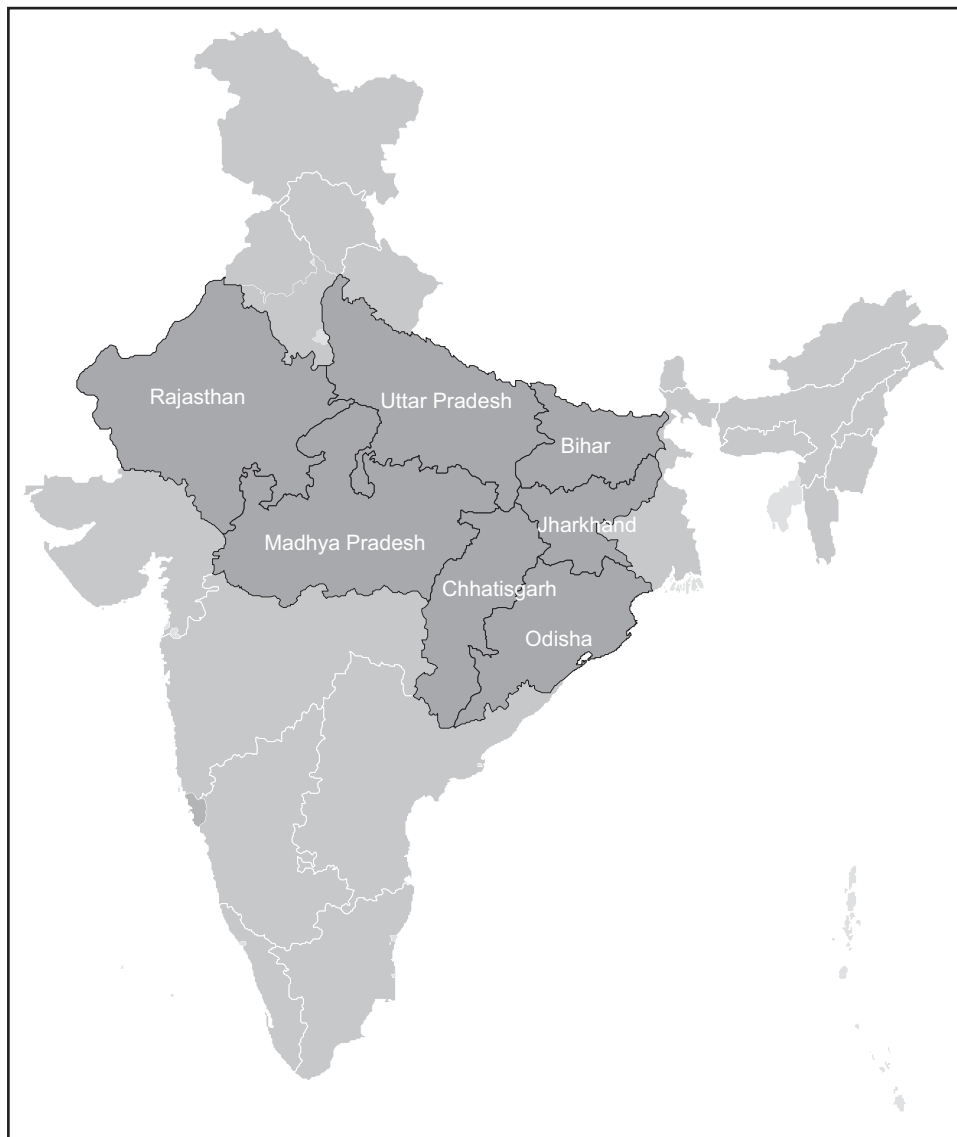 Rajasthan
Uttar Pradesh
Bihar
Jharkhand
Madhya Pradesh
Chhatisgarh
Odisha